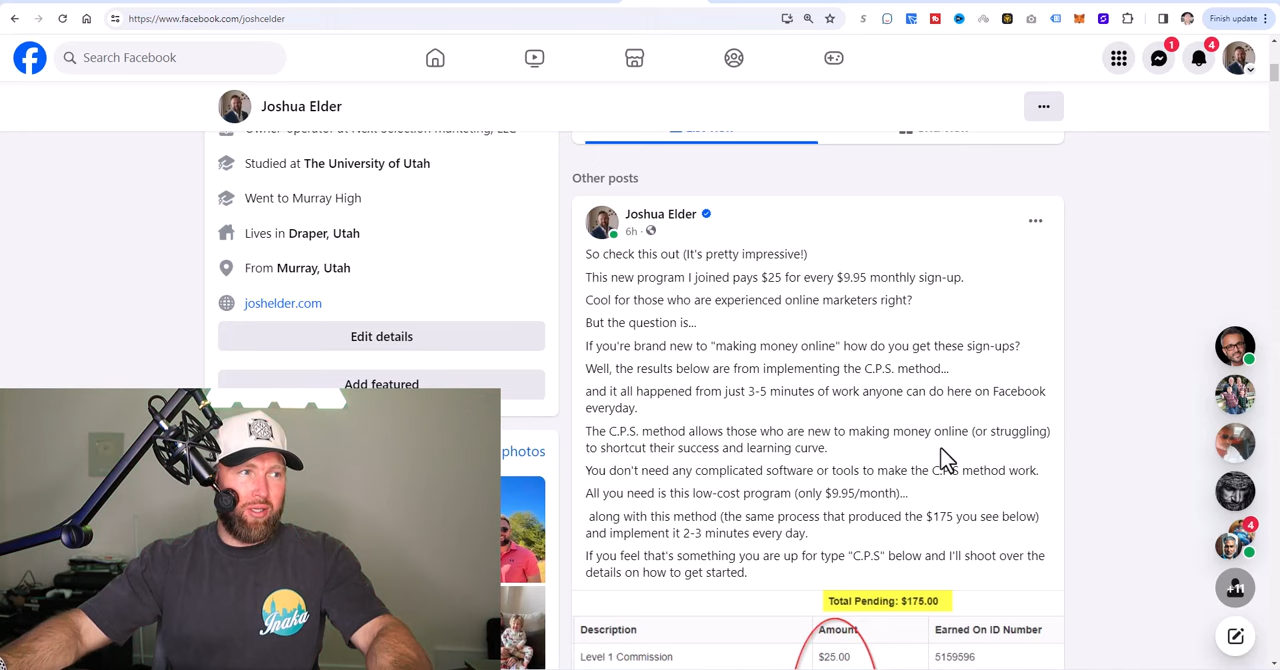 https://www.facebook.com/joshcelder
Finish update
Search Facebook
1
4
Joshua Elder
Studied at The University of Utah
Went to Murray High
Lives in Draper, Utah
From Murray, Utah
joshelder.com
Edit details
Add featured
photos
Other posts
Joshua Elder
6h ·
So check this out (It's pretty impressive!)
This new program I joined pays $25 for every $9.95 monthly sign-up.
Cool for those who are experienced online marketers right?
But the question is...
If you're brand new to "making money online" how do you get these sign-ups?
Well, the results below are from implementing the C.P.S. method...
and it all happened from just 3-5 minutes of work anyone can do here on Facebook
everyday.
The C.P.S. method allows those who are new to making money online (or struggling)
to shortcut their success and learning curve.
You don't need any complicated software or tools to make the C.P.S method work.
All you need is this low-cost program (only $9.95/month)...
along with this method (the same process that produced the $175 you see below)
and implement it 2-3 minutes every day.
If you feel that's something you are up for type "C.P.S" below and I'll shoot over the
details on how to get started.
Total Pending: $175.00
Description Amount Earned On ID Number
Level 1 Commission $25.00 5159596
4
+11
Inaka